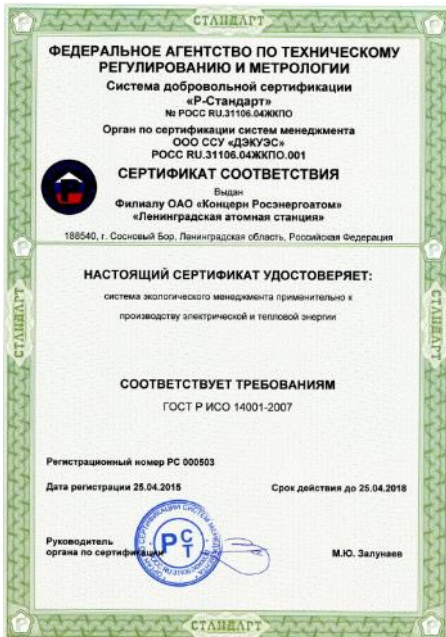 СТАНДАРТ
ФЕДЕРАЛЬНОЕ АГЕНТСТВО ПО ТЕХНИЧЕСКОМУ
РЕГУЛИРОВАНИЮ И МЕТРОЛОГИИ
Система добровольной сертификации
«Р-Стандарт»
№ РОСС RU.31106.04ЖКПО
Орган по сертификации систем менеджмента
ООО ССУ «ДЭКУЭС»
РОСС RU.31106.04ЖКПО.001
СЕРТИФИКАТ СООТВЕТСТВИЯ
Выдан
Филиалу ОАО «Концерн Росэнергоатом»
«Ленинградская атомная станция»
188540, г. Сосновый Бор, Ленинградская область, Российская Федерация
СТАНДАРТ
СТАНДАРТ
НАСТОЯЩИЙ СЕРТИФИКАТ УДОСТОВЕРЯЕТ:
система экологического менеджмента применительно к
производству электрической и тепловой энергии
СООТВЕТСТВУЕТ ТРЕБОВАНИЯМ
ГОСТ Р ИСО 14001-2007
Регистрационный номер РС 000503
Дата регистрации 25.04.2015
Срок действия до 25.04.2018
Руководитель
органа по сертификации
РСТ
М.Ю. Залунаев
СТАНДАРТ